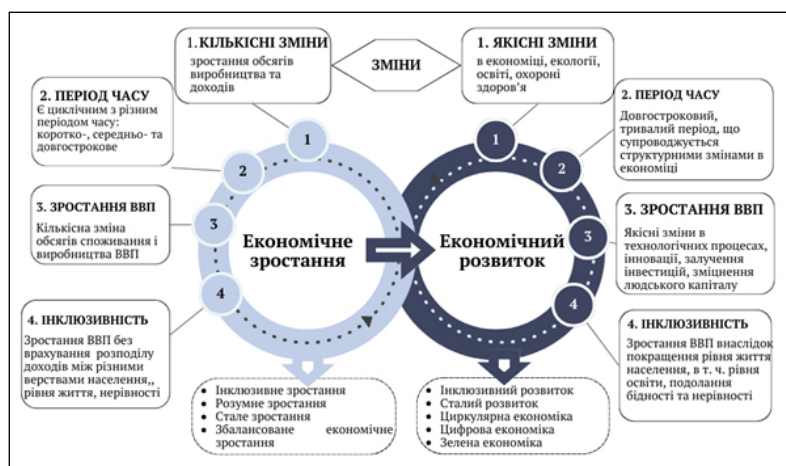 1. КІЛЬКІСНІ ЗМІНИ
зростання обсягів
виробництва та
доходів
ЗМІНИ
1. ЯКІСНІ ЗМІНИ
в економіці, екології,
освіті, охороні
здоров'я
2. ПЕРІОД ЧАСУ
Є циклічним з різним
періодом часу:
коротко-, середньо- та
довгострокове
2. ПЕРІОД ЧАСУ
Довгостроковий,
тривалий період, що
супроводжується
структурними змінами в
економіці
3. ЗРОСТАННЯ ВВП
Кількісна зміна
обсягів споживання і
виробництва ВВП
3. ЗРОСТАННЯ ВВП
Якісні зміни в
технологічних процесах,
інновації, залучення
інвестицій, зміцнення
людського капіталу
4. ІНКЛЮЗИВНІСТЬ
Зростання ВВП без
врахування розподілу
доходів між різними
верствами населення,,
рівня життя, нерівності
4. ІНКЛЮЗИВНІСТЬ
Зростання ВВП внаслідок
покращення рівня життя
населення, в т. ч. рівня
освіти, подолання
бідності та нерівності
1
2
3
4
Економічне
зростання
1
2
3
4
Економічний
розвиток
• Інклюзивне зростання
• Розумне зростання
• Стале зростання
• Збалансоване економічне
зростання
• Інклюзивний розвиток
• Сталий розвиток
• Циркулярна економіка
• Цифрова економіка
• Зелена економіка